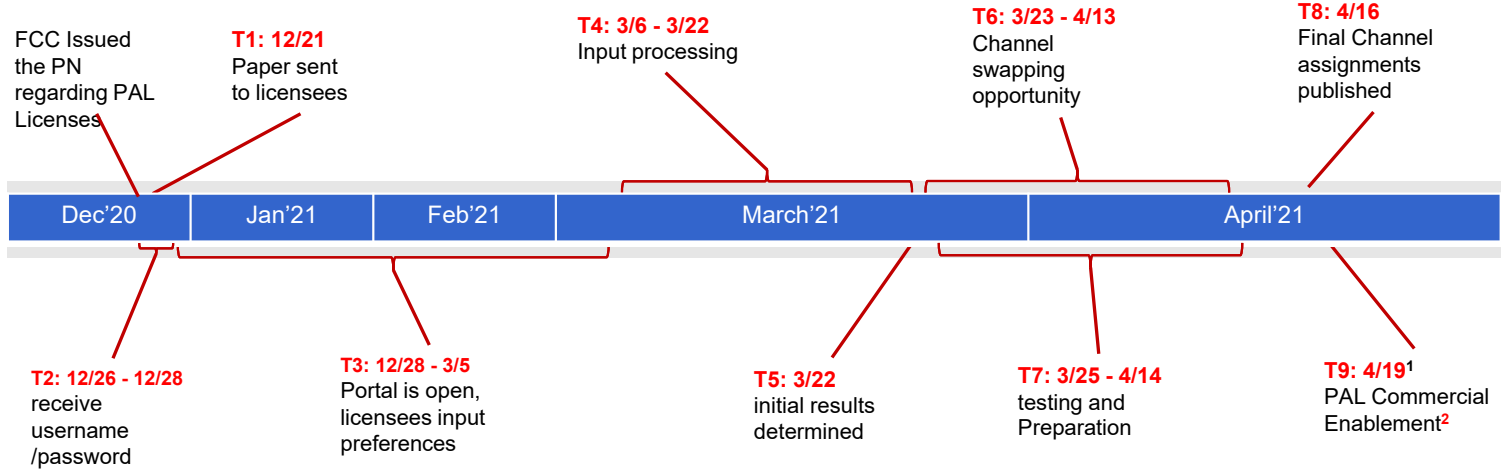 FCC Issued
the PN
regarding PAL
Licenses
T1: 12/21
Paper sent
to licensees
T4: 3/6 - 3/22
Input processing
T6: 3/23 - 4/13
Channel
swapping
opportunity
T8: 4/16
Final Channel
assignments
published
Dec'20
Jan'21
Feb'21
March'21
April'21
T2: 12/26 - 12/28
receive
username
/password
T3: 12/28 - 3/5
Portal is open,
licensees input
preferences
T5: 3/22
initial results
determined
T7: 3/25 - 4/14
testing and
Preparation
T9: 4/19¹
PAL Commercial
Enablement²